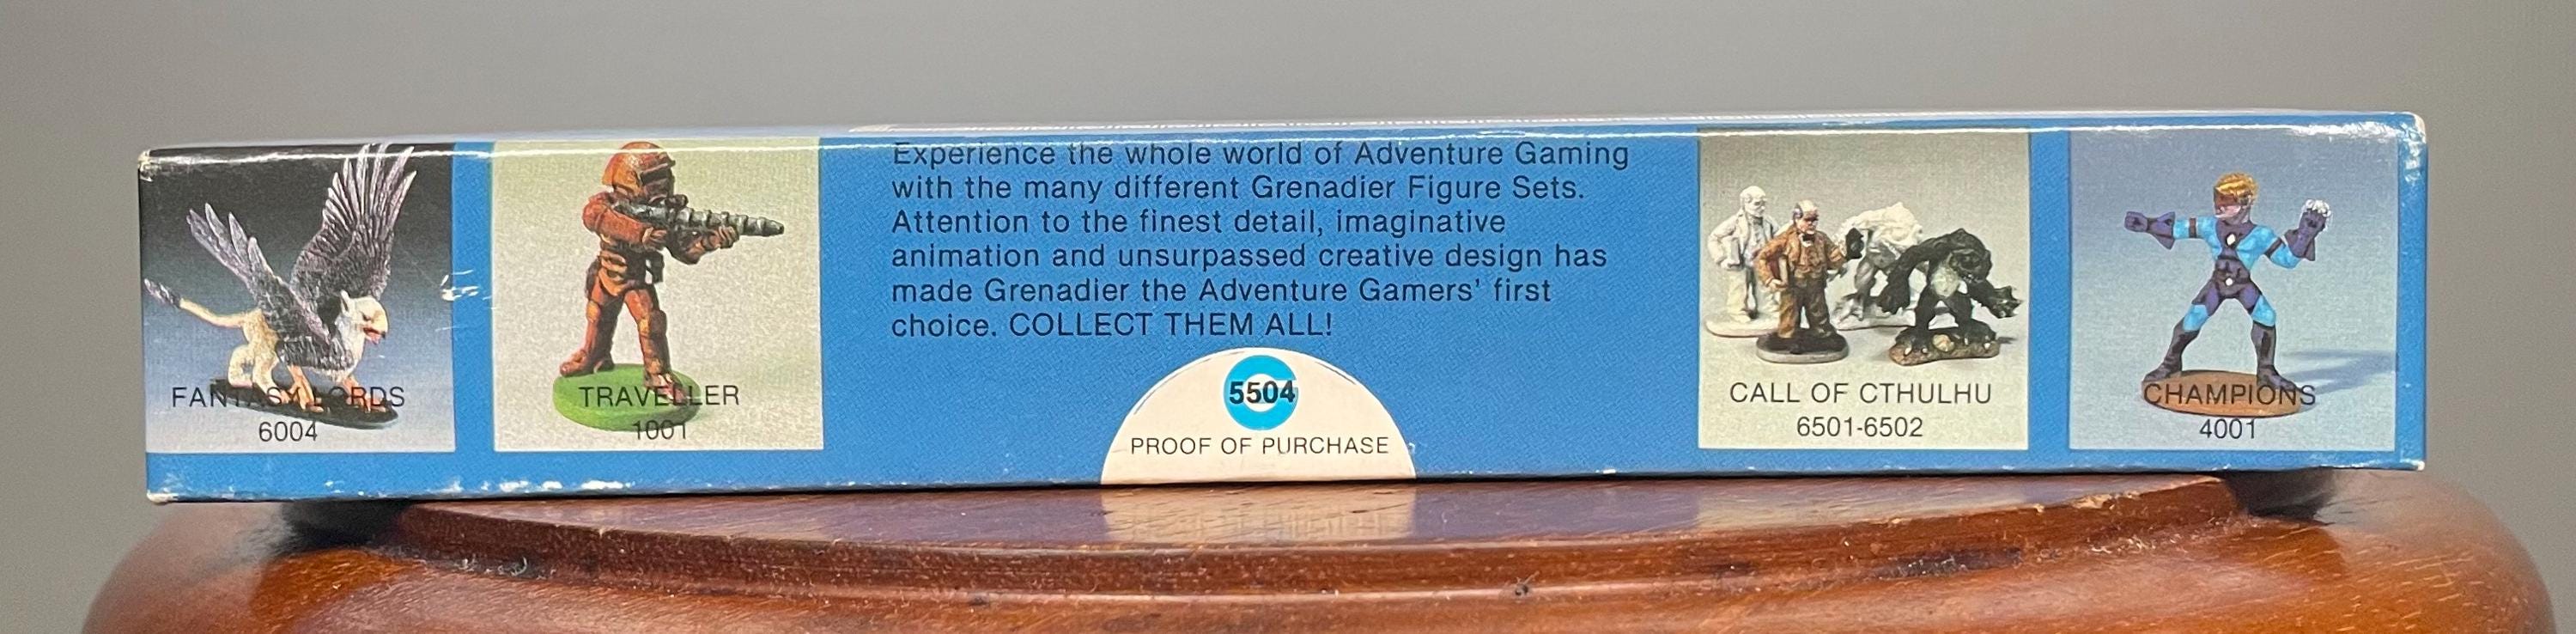 FANTASY LORDS
6004
TRAVELLER
1001
Experience the whole world of Adventure Gaming
with the many different Grenadier Figure Sets.
Attention to the finest detail, imaginative
animation and unsurpassed creative design has
made Grenadier the Adventure Gamers' first
choice. COLLECT THEM ALL!
5504
PROOF OF PURCHASE
CALL OF CTHULHU
6501-6502
CHAMPIONS
4001